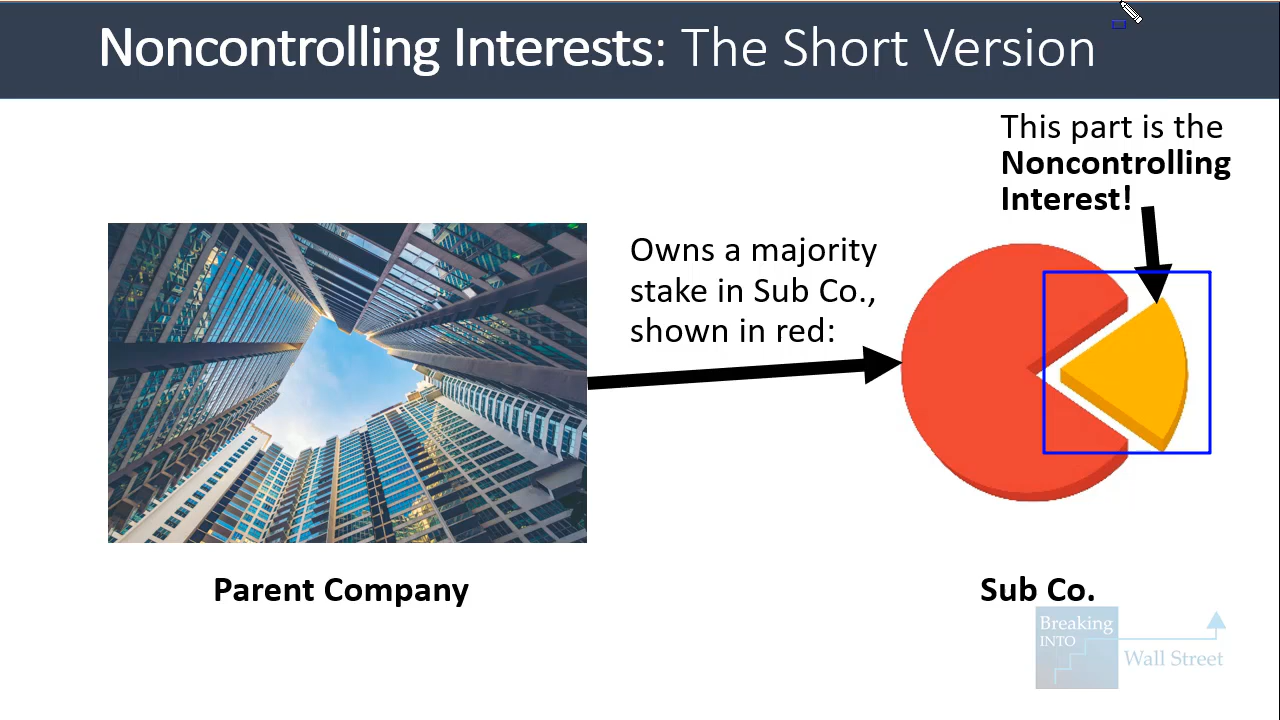 Noncontrolling Interests: The Short Version
This part is the
Noncontrolling
Interest!
Owns a majority
stake in Sub Co.,
shown in red:
Parent Company
Sub Co.
Breaking
INTO
Wall Street